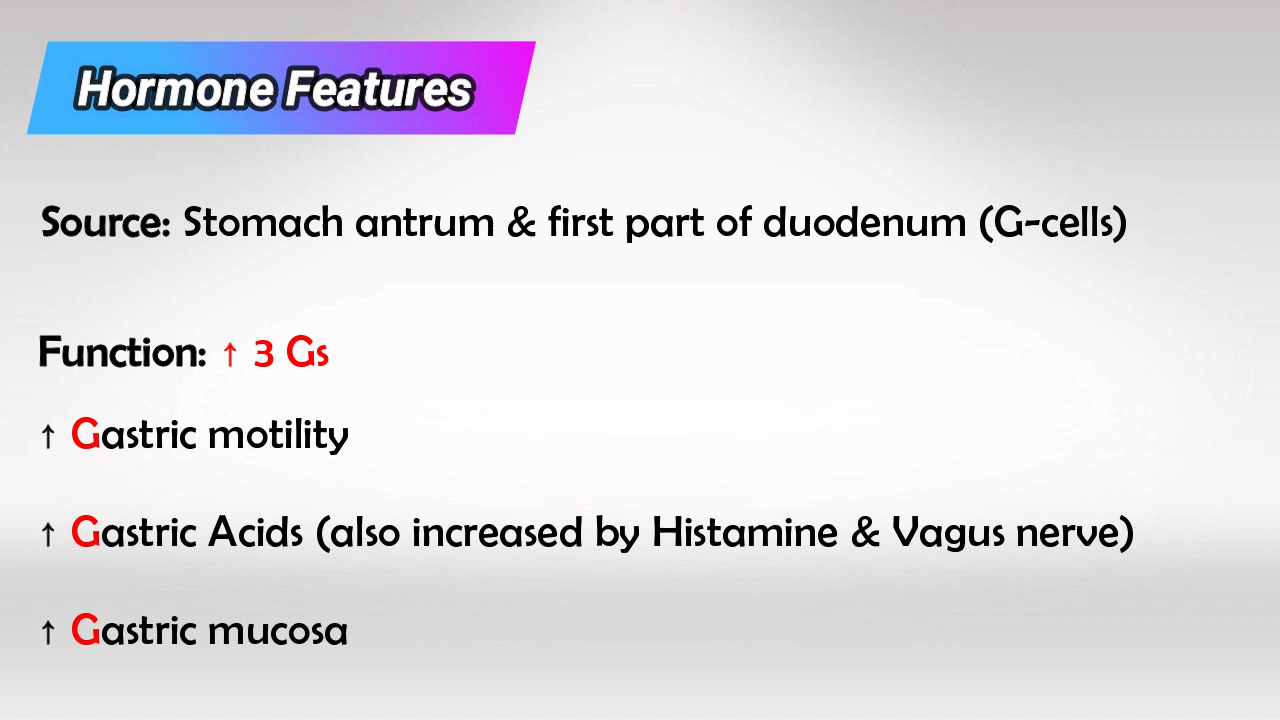 Hormone Features
Source: Stomach antrum & first part of duodenum (G-cells)
Function: ↑ 3 Gs
↑ Gastric motility
↑ Gastric Acids (also increased by Histamine & Vagus nerve)
↑ Gastric mucosa